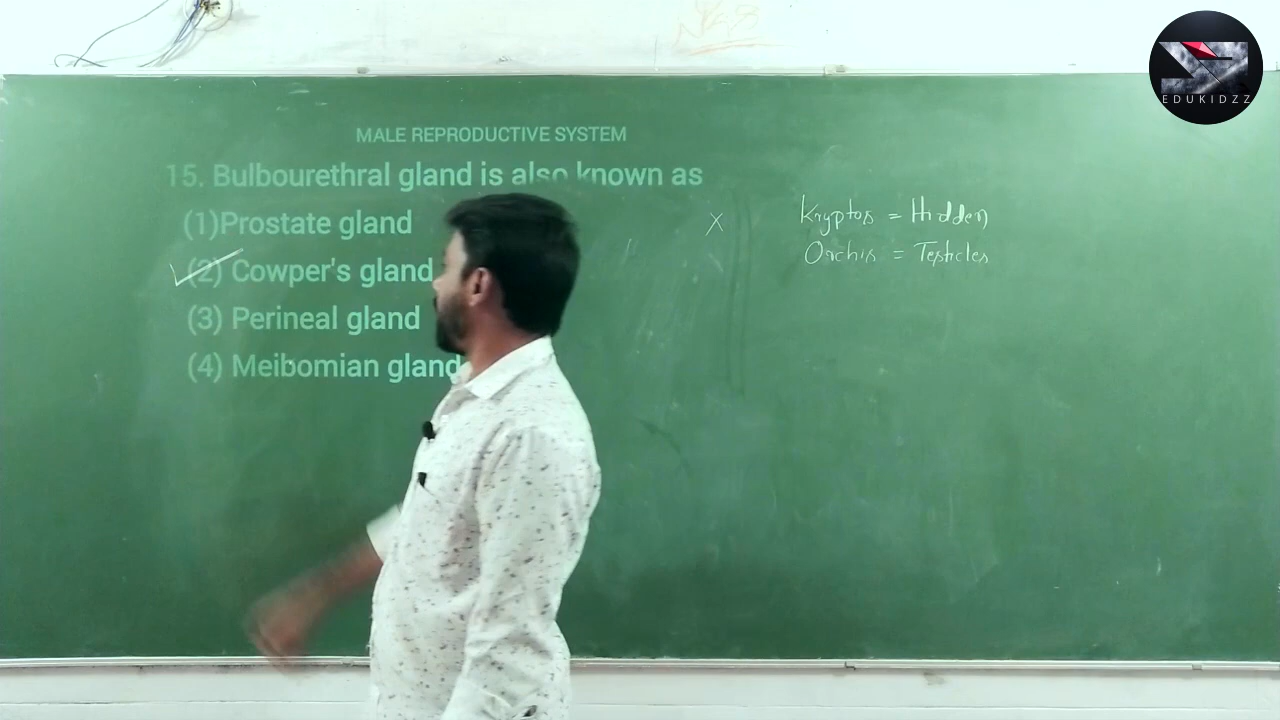 MALE REPRODUCTIVE SYSTEM
15. Bulbourethral gland is also known as
(1)Prostate gland
(2) Cowper's gland
(3) Perineal gland
(4) Meibomian gland
x
Kryptos = Hidden
Orchis = Testicles
EDUKIDZZ